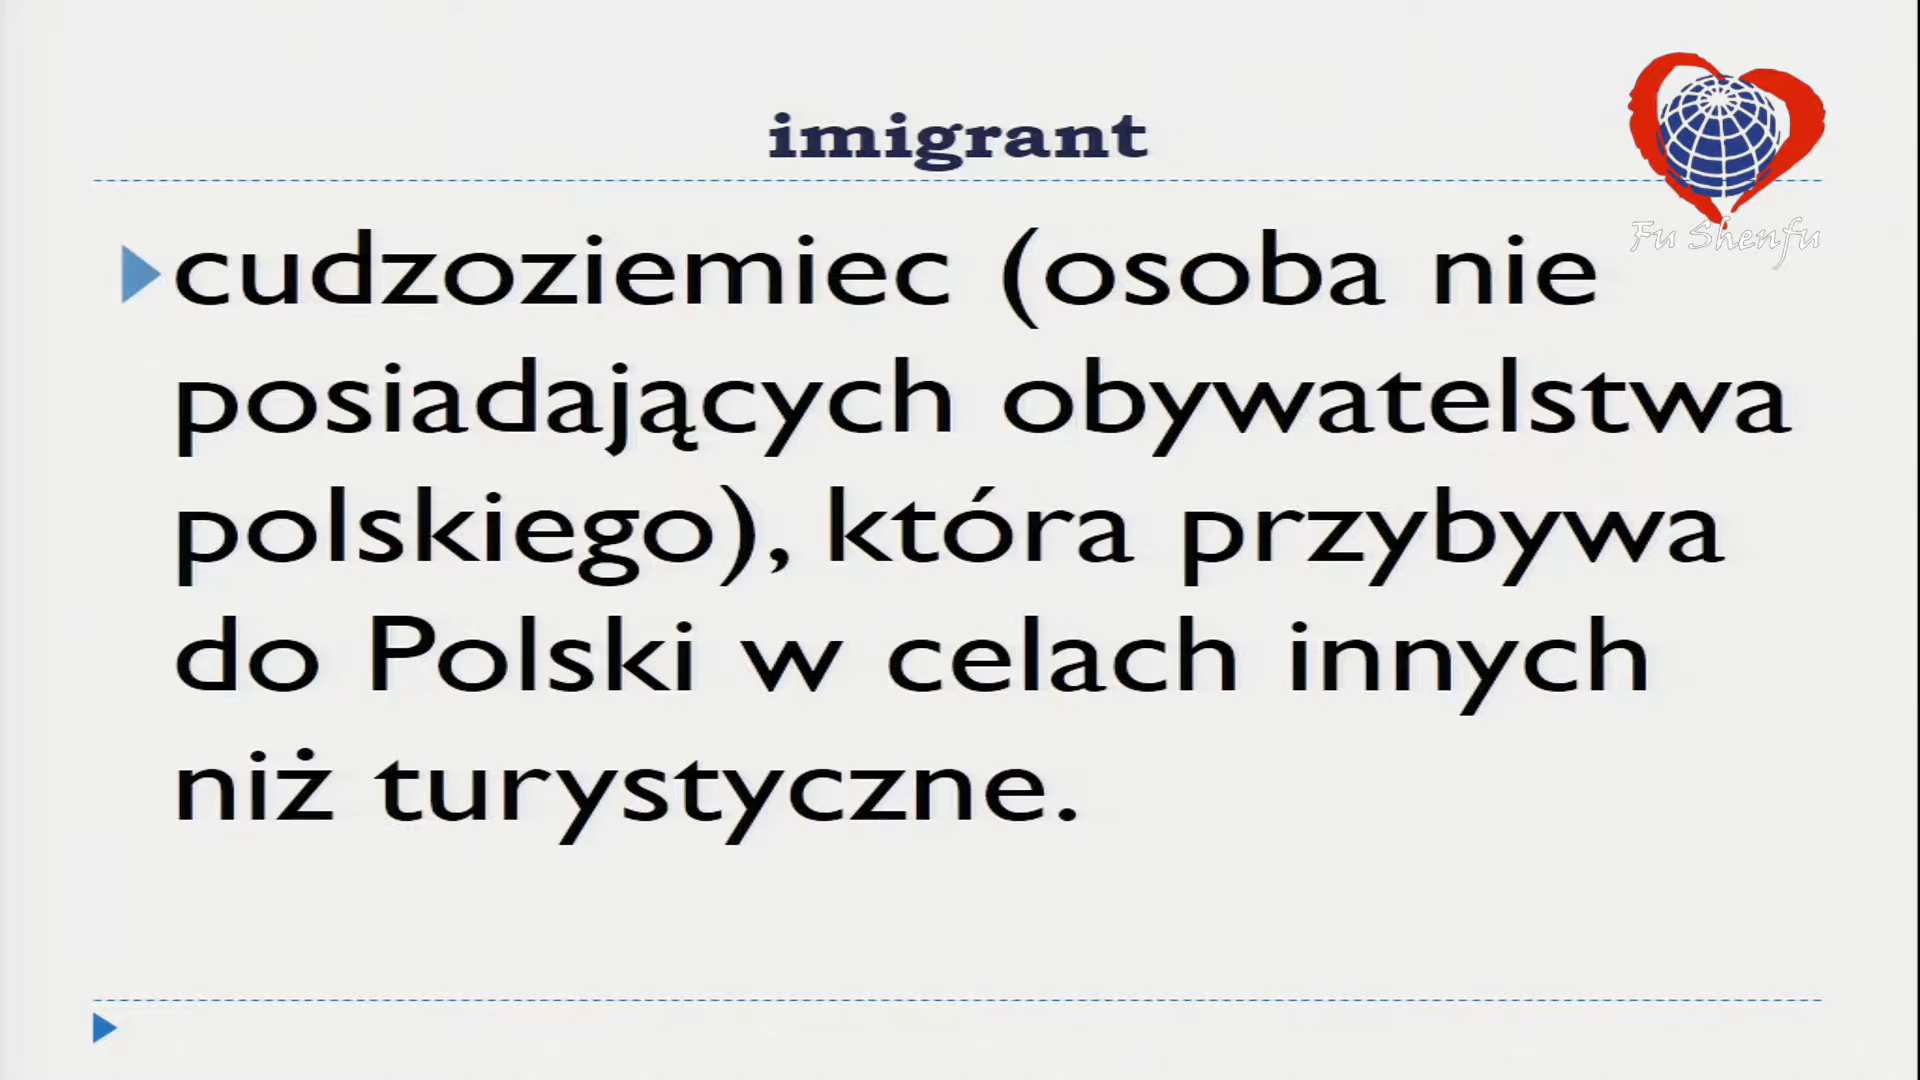 imigrant
Fu Shenfu
cudzoziemiec (osoba nie
posiadających obywatelstwa
polskiego), która przybywa
do Polski w celach innych
niż turystyczne.